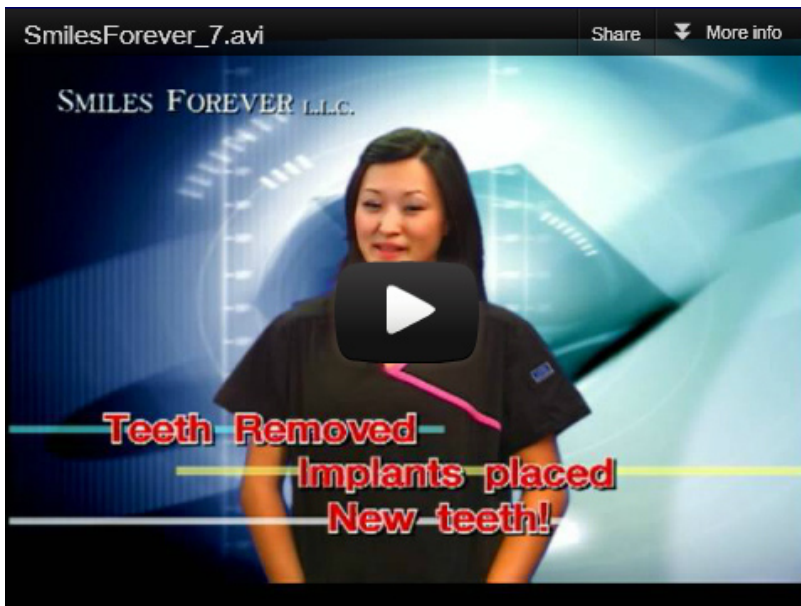 SmilesForever_7.avi
Share
More info
SMILES FOREVER L.L.C.
Teeth Removed
Implants placed
New teeth!